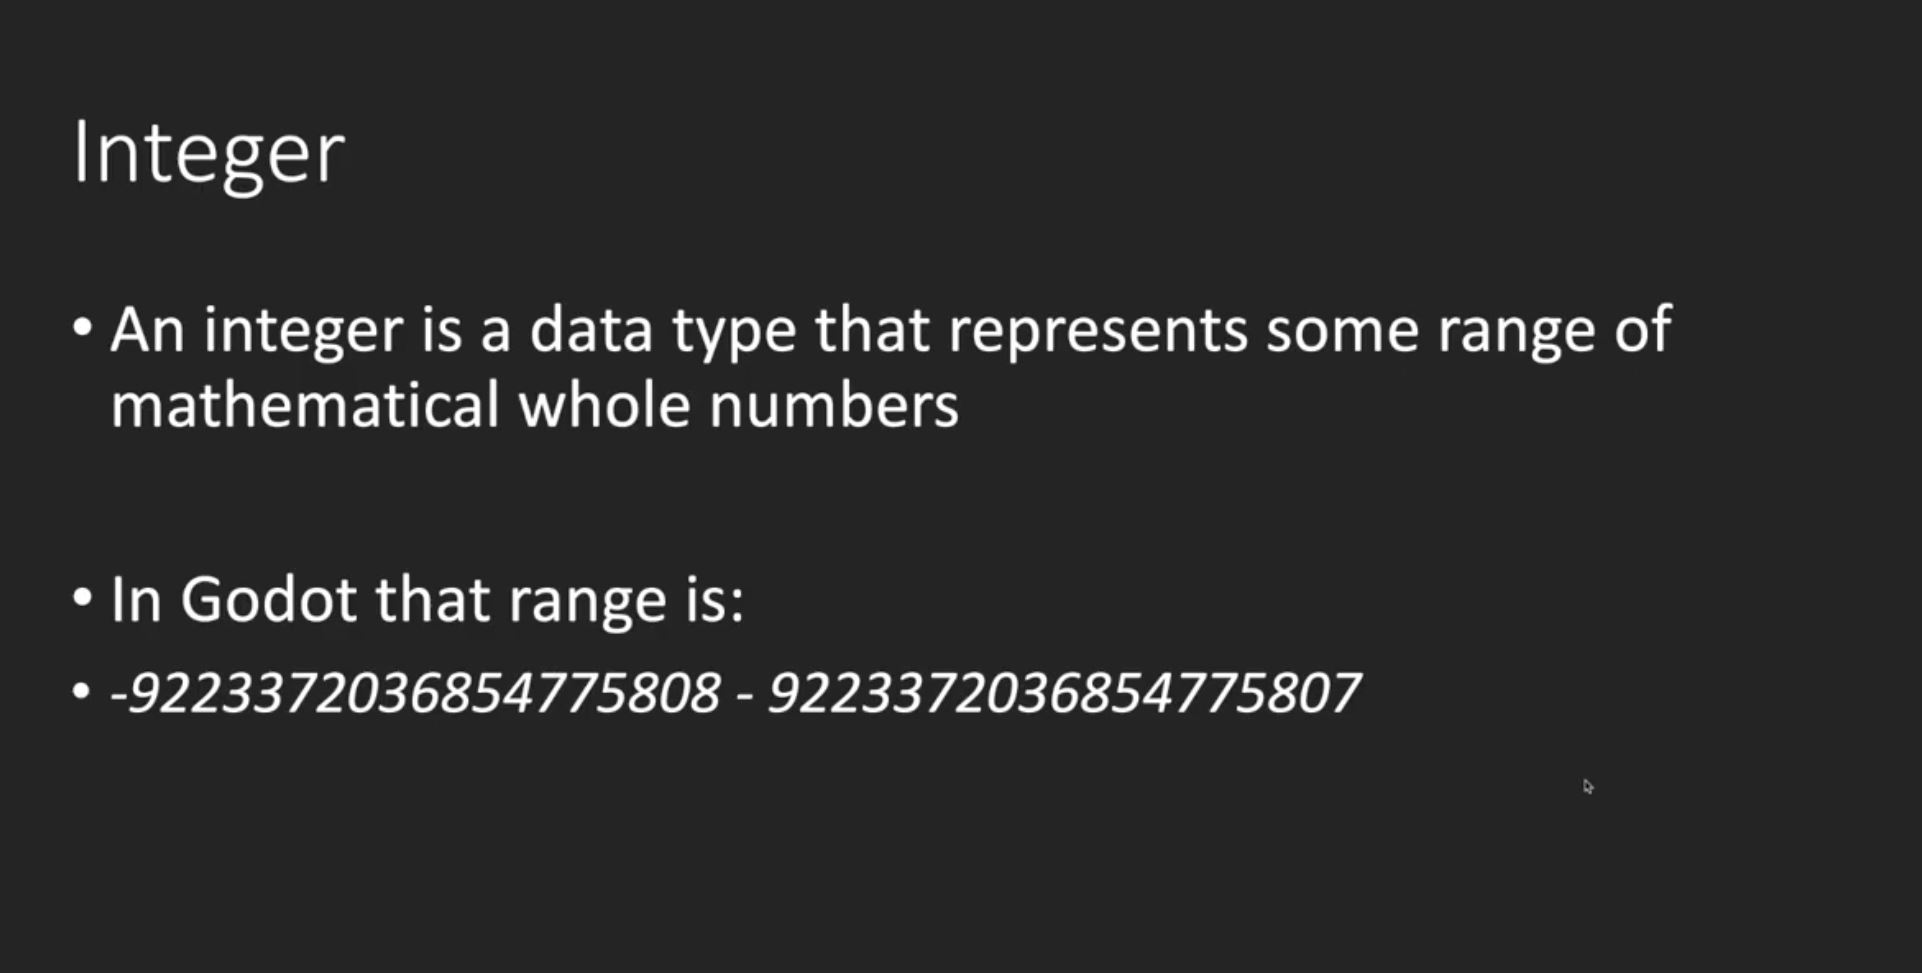 Integer
• An integer is a data type that represents some range of
mathematical whole numbers
• In Godot that range is:
• -9223372036854775808 - 9223372036854775807